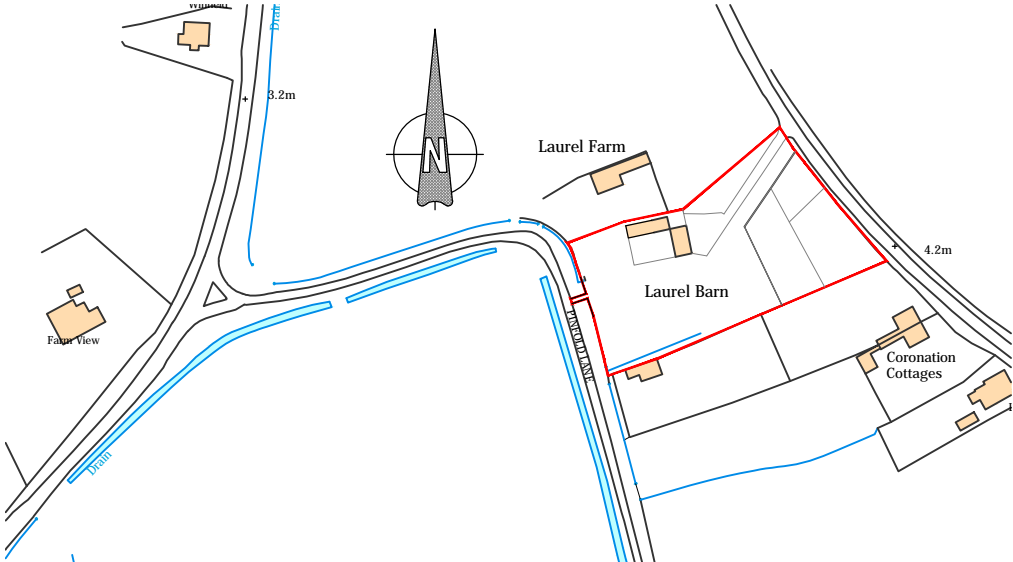 Drain
3.2m
N
Laurel Farm
4.2m
Laurel Barn
PINFOLD LANE
Farm View
Coronation
Cottages
Drain